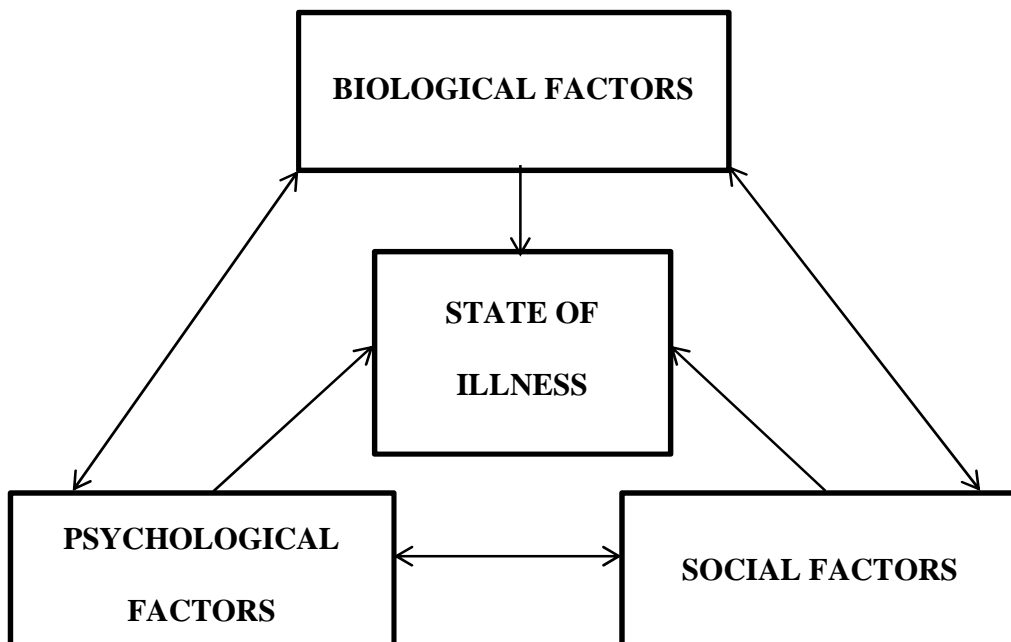 BIOLOGICAL FACTORS
STATE OF
ILLNESS
PSYCHOLOGICAL
FACTORS
SOCIAL FACTORS